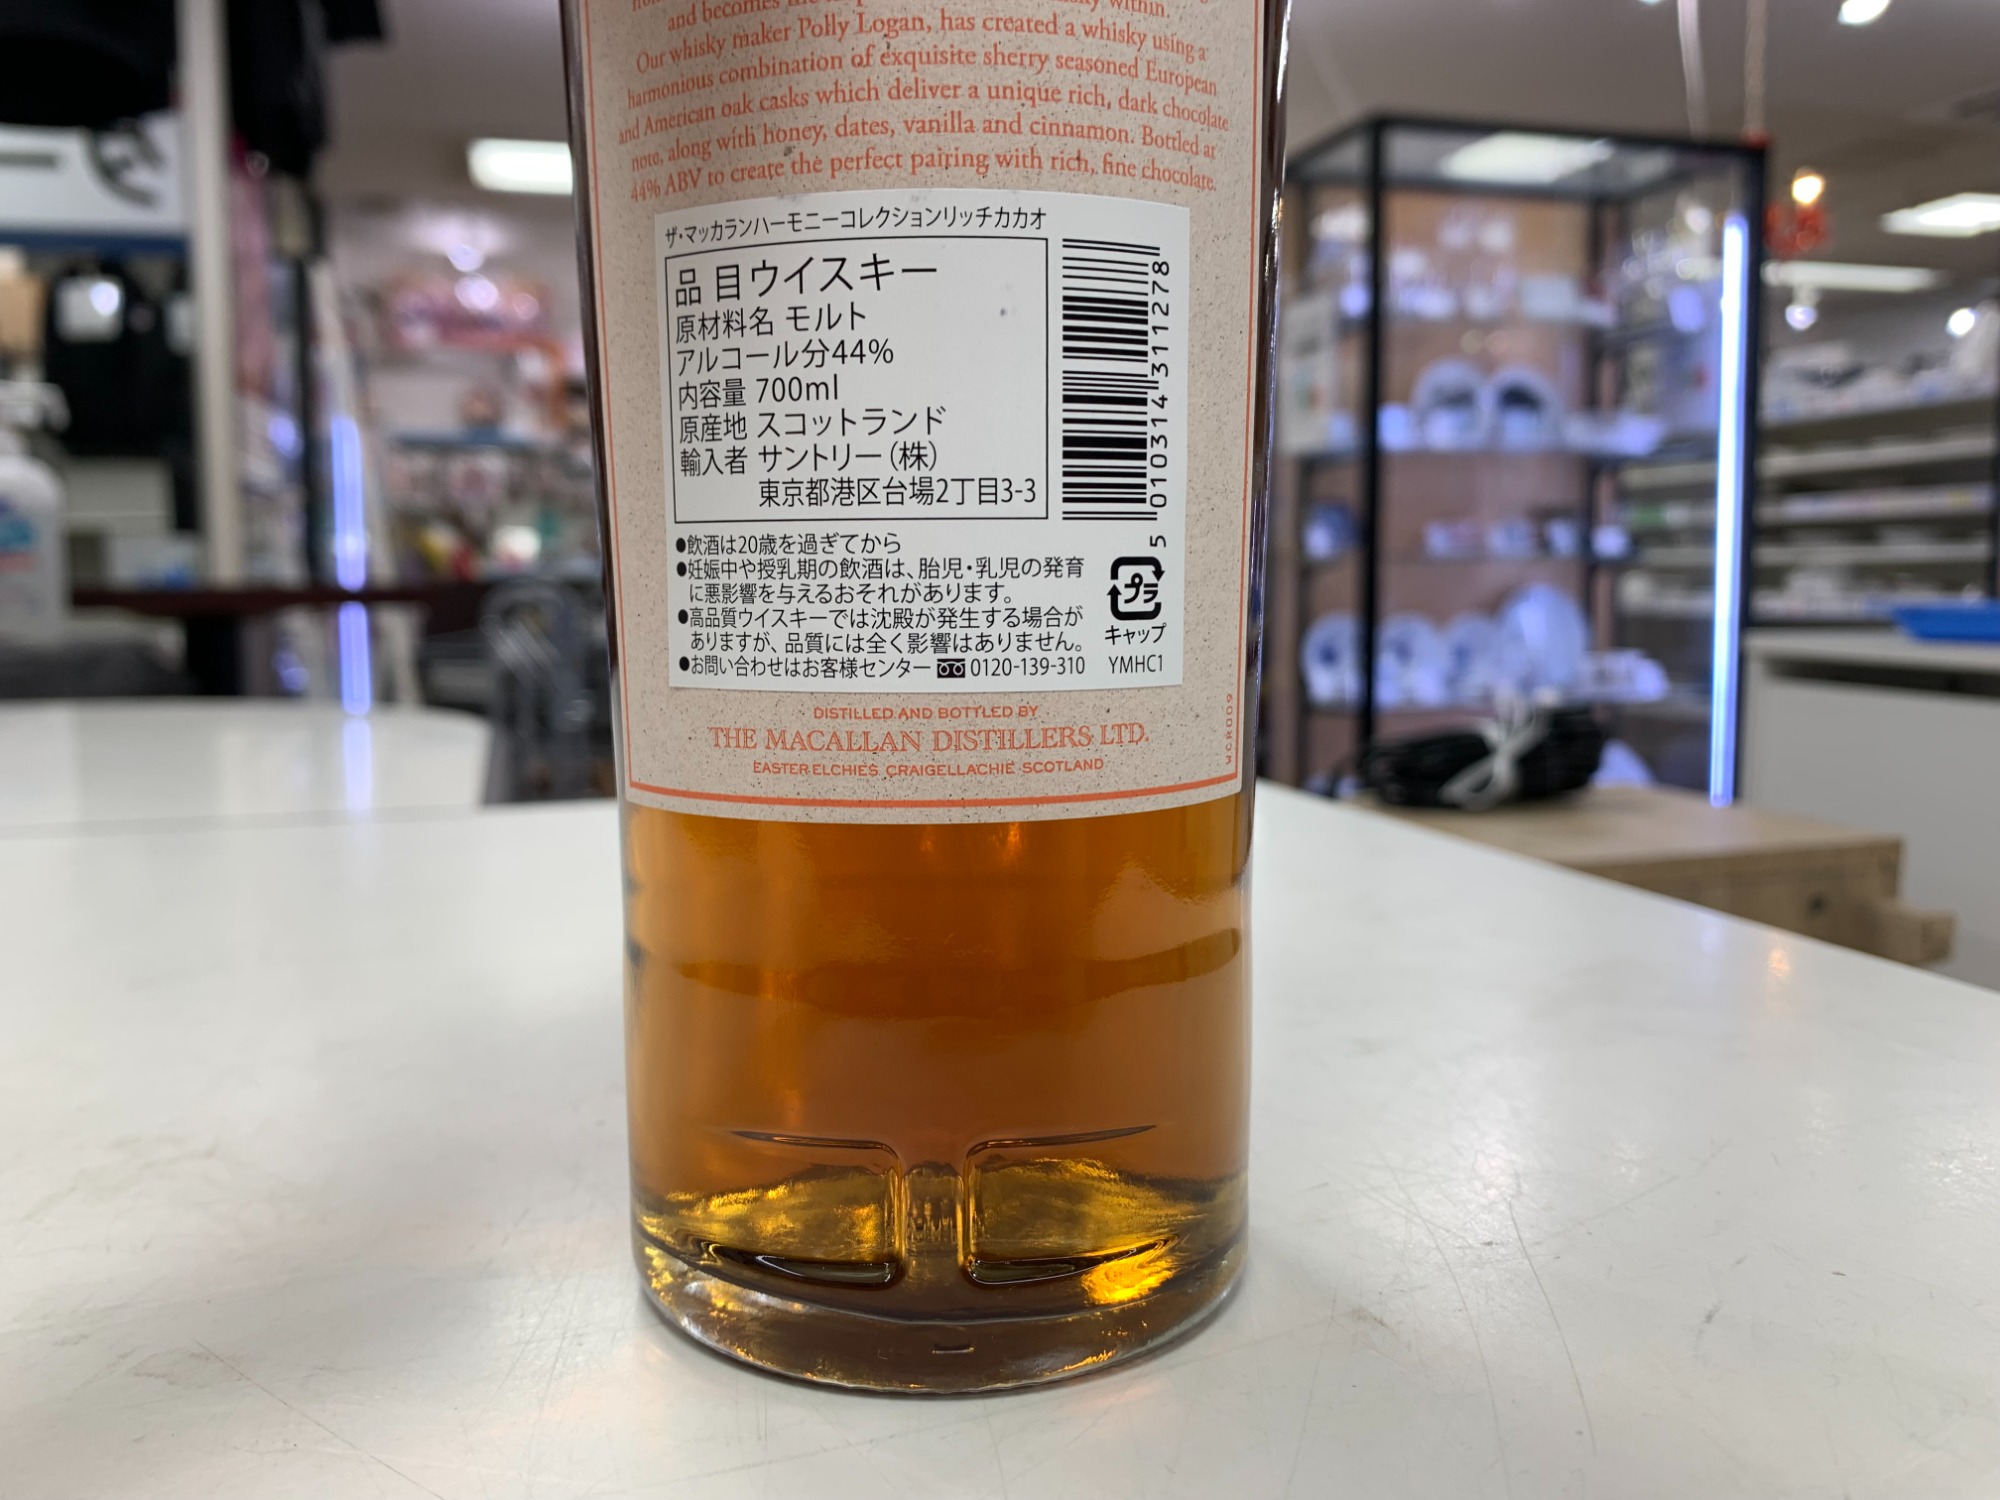 and becomes the
within.
Our whisky maker Polly Logan, has created a whisky using a
harmonious combination of exquisite sherry seasoned European
and American oak casks which deliver a unique rich, dark chocolate
note, along with honey, dates, vanilla and cinnamon. Bottled at
44% ABV to create the perfect pairing with rich, fine chocolate.
ザ・マッカランハーモニーコレクションリッチカカオ
品 目ウイスキー
原材料名 モルト
アルコール分44%
内容量 700ml
原産地 スコットランド
輸入者 サントリー(株)
東京都港区台場2丁目3-3
5 010314 311278
●飲酒は20歳を過ぎてから
●妊娠中や授乳期の飲酒は、胎児・乳児の発育
に悪影響を与えるおそれがあります。
●高品質ウイスキーでは沈殿が発生する場合が
ありますが、品質には全く影響はありません。
●お問い合わせはお客様センター 0120-139-310
プラ
キャップ
YMHC1
DISTILLED AND BOTTLED BY
THE MACALLAN DISTILLERS LTD.
EASTER ELCHIES CRAIGELLACHIE SCOTLAND
MCR009